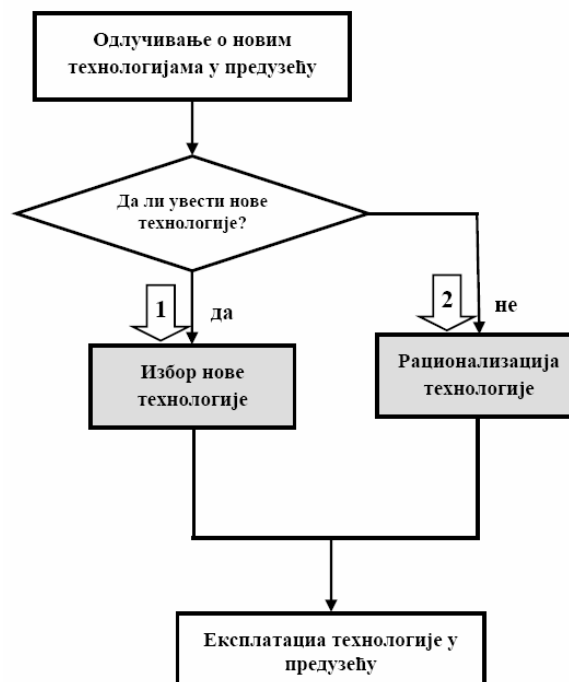 Одлучивање о новим
технологијама у предузећу
Да ли увести нове
технологије?
1
да
2
не
Избор нове
технологије
Рационализација
технологије
Експлатациа технологије у
предузећу